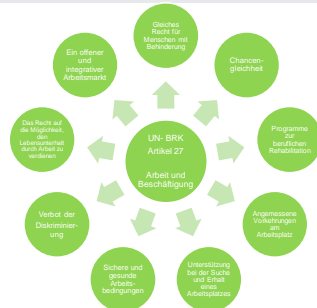 Gleiches
Recht für
Menschen mit
Behinderung
Chancen-
gleichheit
Programme
zur
beruflichen
Rehabilitation
Angemessene
Vorkehrungen
am
Arbeitsplatz
Unterstützung
bei der Suche
und Erhalt
eines
Arbeitsplatzes
Sichere und
gesunde
Arbeits-
bedingungen
Verbot der
Diskriminier-
ung
Das Recht auf
die Möglichkeit,
den
Lebensunterhalt
durch Arbeit zu
verdienen
Ein offener
und
integrativer
Arbeitsmarkt
UN- BRK
Artikel 27
Arbeit und
Beschäftigung